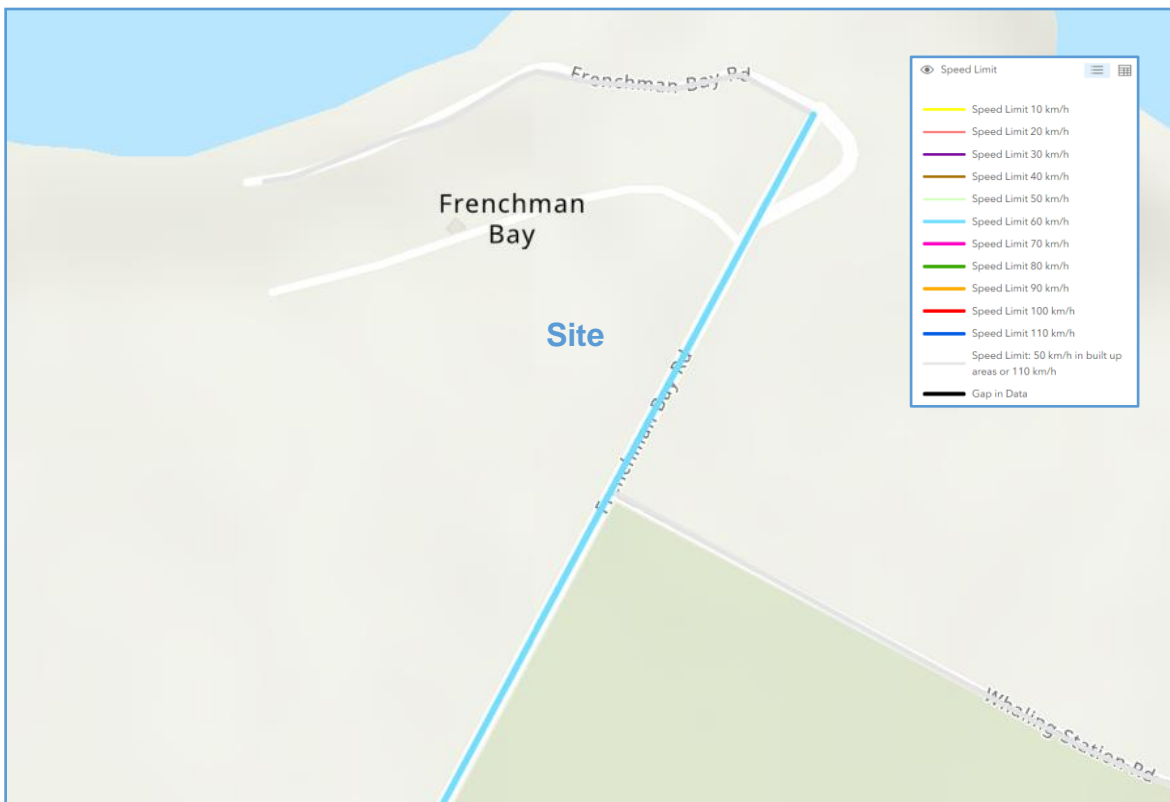 Frenchman Bay Rd
Speed Limit
Speed Limit 10 km/h
Speed Limit 20 km/h
Speed Limit 30 km/h
Speed Limit 40 km/h
Speed Limit 50 km/h
Speed Limit 60 km/h
Speed Limit 70 km/h
Speed Limit 80 km/h
Speed Limit 90 km/h
Speed Limit 100 km/h
Speed Limit 110 km/h
Speed Limit: 50 km/h in built up
areas or 110 km/h
Gap in Data
Frenchman
Bay
Site
Frenchman Bay Rd
Whaling Station Rd